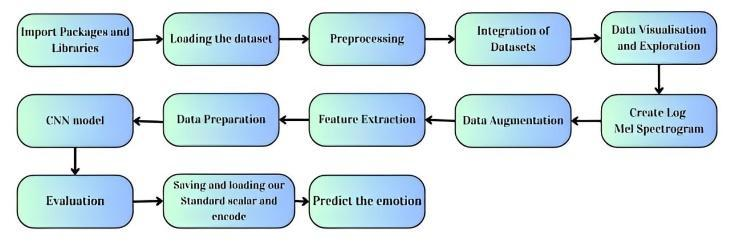 Import Packages and
Libraries
Loading the dataset
Preprocessing
Integration of
Datasets
Data Visualisation
and Exploration
Create Log
Mel Spectrogram
Data Augmentation
Feature Extraction
Data Preparation
CNN model
Evaluation
Saving and loading our
Standard scalar and
encode
Predict the emotion